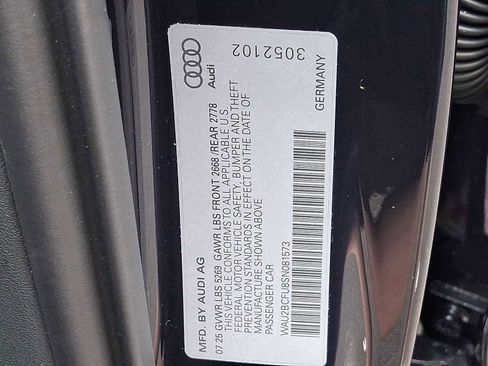 MFD. BY AUDI AG
07 25 GVWR LBS 5269 GAWR LBS FRONT 2668 /REAR 2778
THIS VEHICLE CONFORMS TO ALL APPLICABLE U.S.
FEDERAL MOTOR VEHICLE SAFETY, BUMPER AND THEFT
PREVENTION STANDARDS IN EFFECT ON THE DATE OF
MANUFACTURE SHOWN ABOVE
PASSENGER CAR
WAU2BCFU8SN081573
GERMANY
Audi
3052102